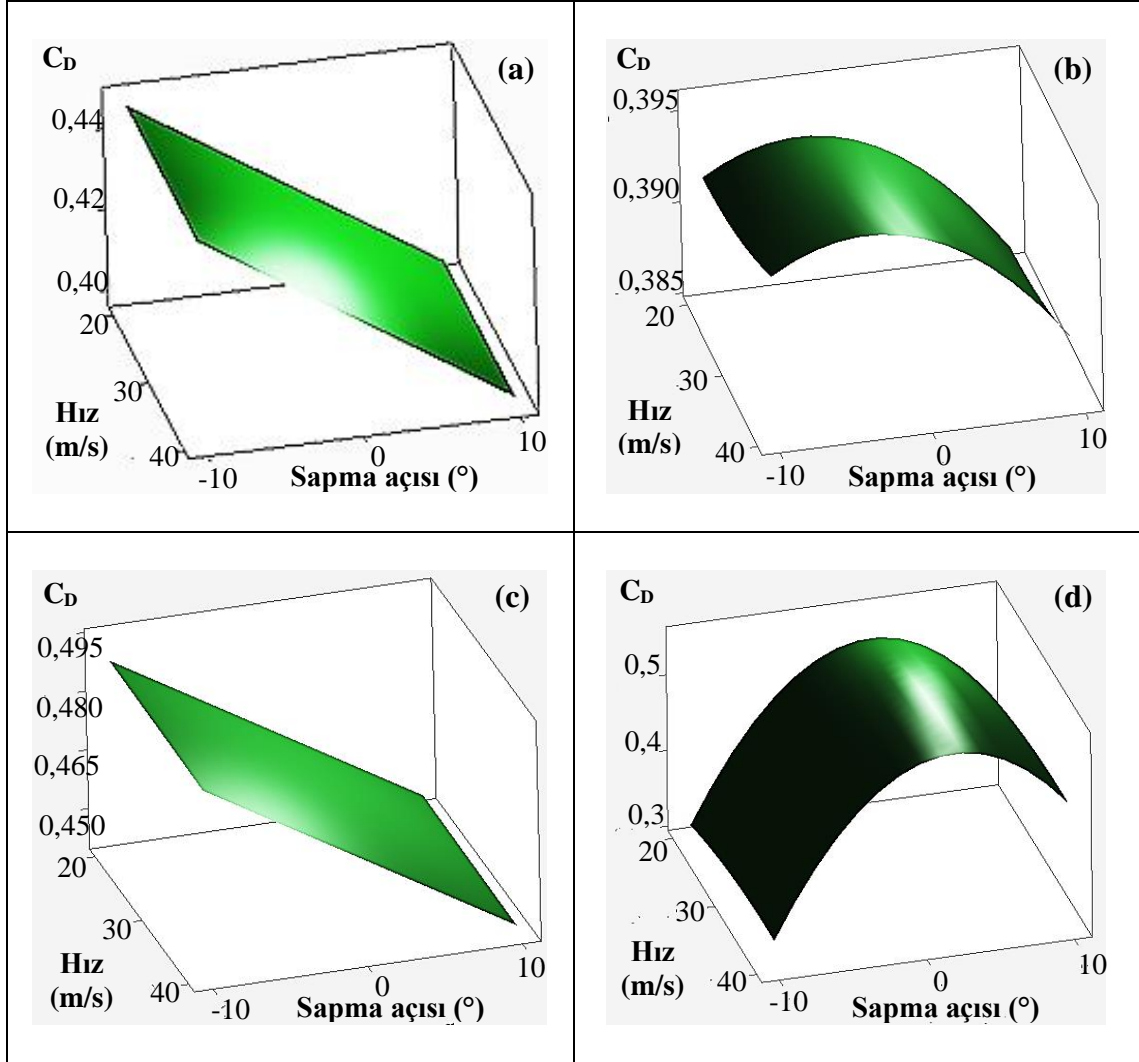 C_D
(a)
0,44
0,42
0,40
20
30
40
Hız
(m/s)
-10
0
10
Sapma açısı (°)
C_D
(b)
0,395
0,390
0,385
20
30
40
Hız
(m/s)
-10
0
10
Sapma açısı (°)
C_D
(c)
0,495
0,480
0,465
0,450
20
30
40
Hız
(m/s)
-10
0
10
Sapma açısı (°)
C_D
(d)
0,5
0,4
0,3
20
30
40
Hız
(m/s)
-10
0
10
Sapma açısı (°)